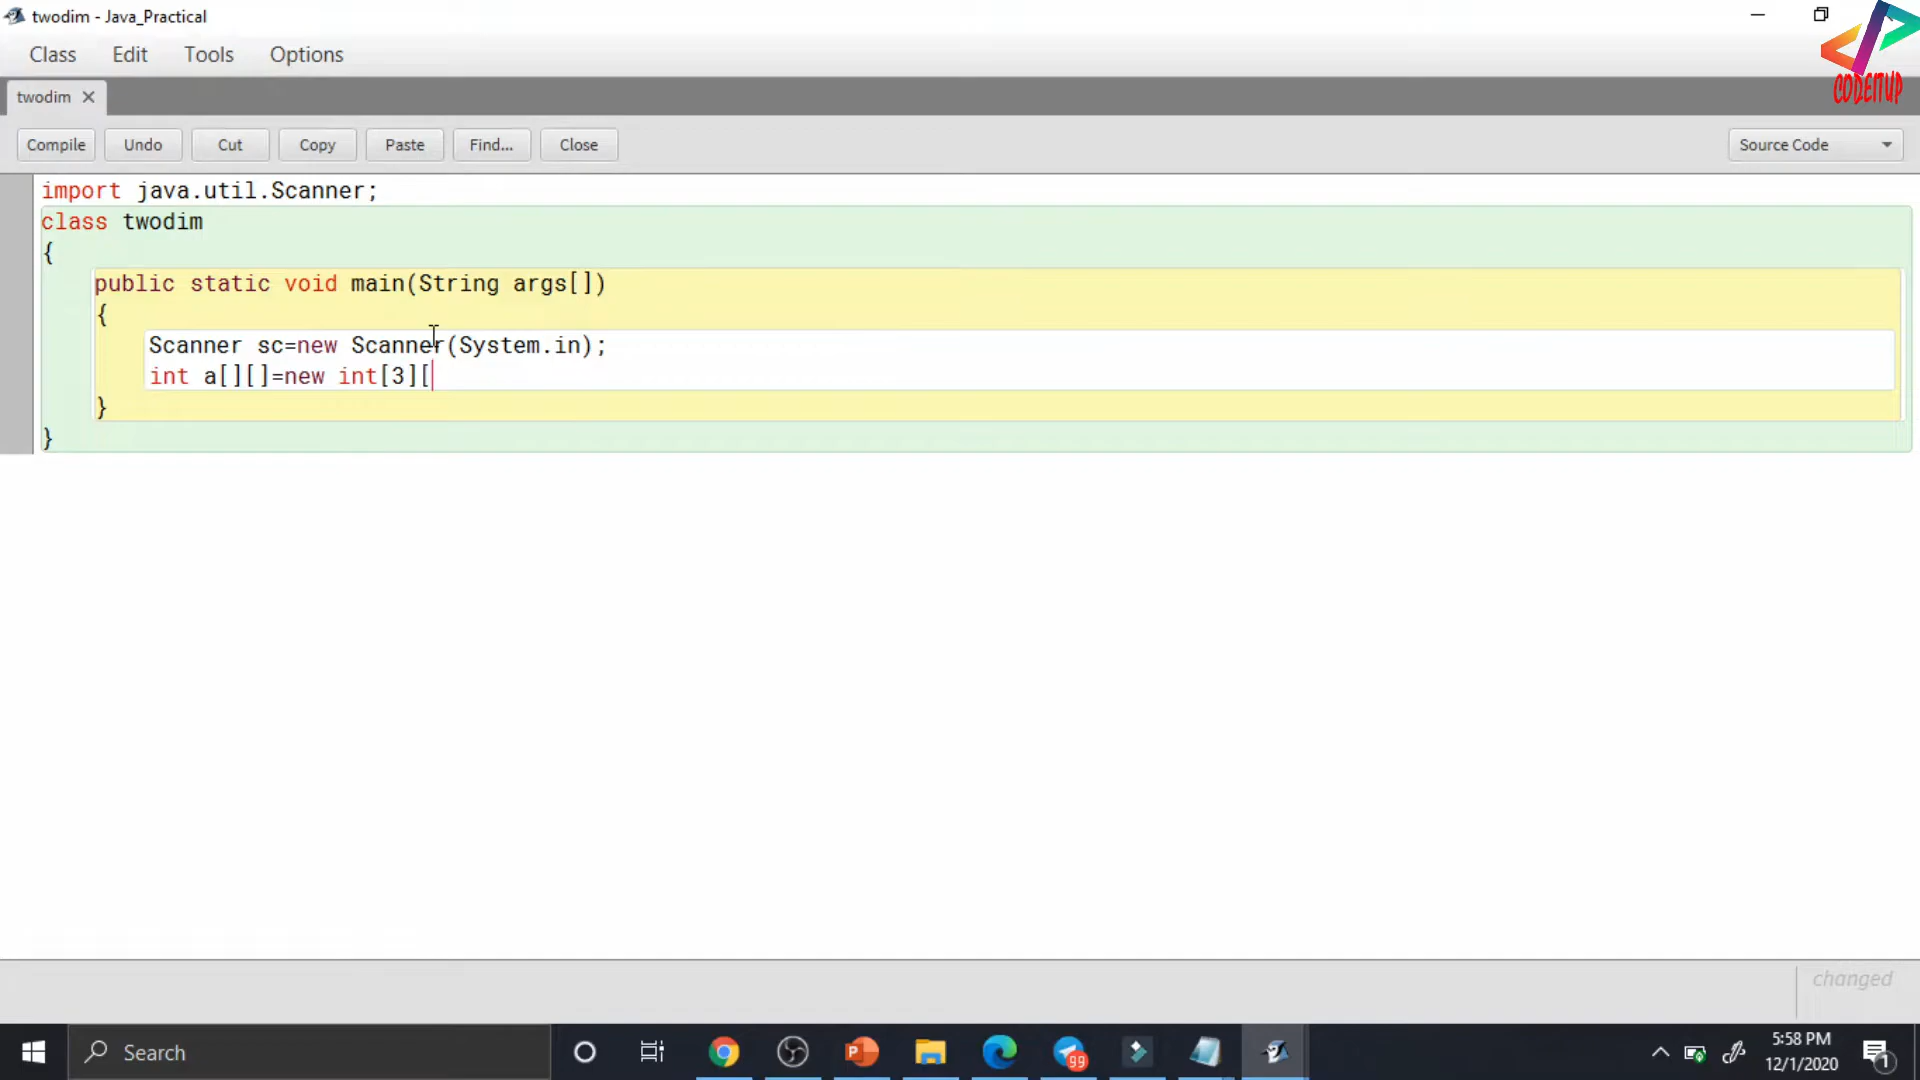 twodim - Java_Practical
CODEITUP
Class Edit Tools Options
twodim
Compile Undo Cut Copy Paste Find... Close Source Code
import java.util.Scanner;
class twodim
{
public static void main(String args[])
{
Scanner sc=new Scanner(System.in);
int a[][]=new int[3][
}
}
changed
Search
99
5:58 PM
12/1/2020
1